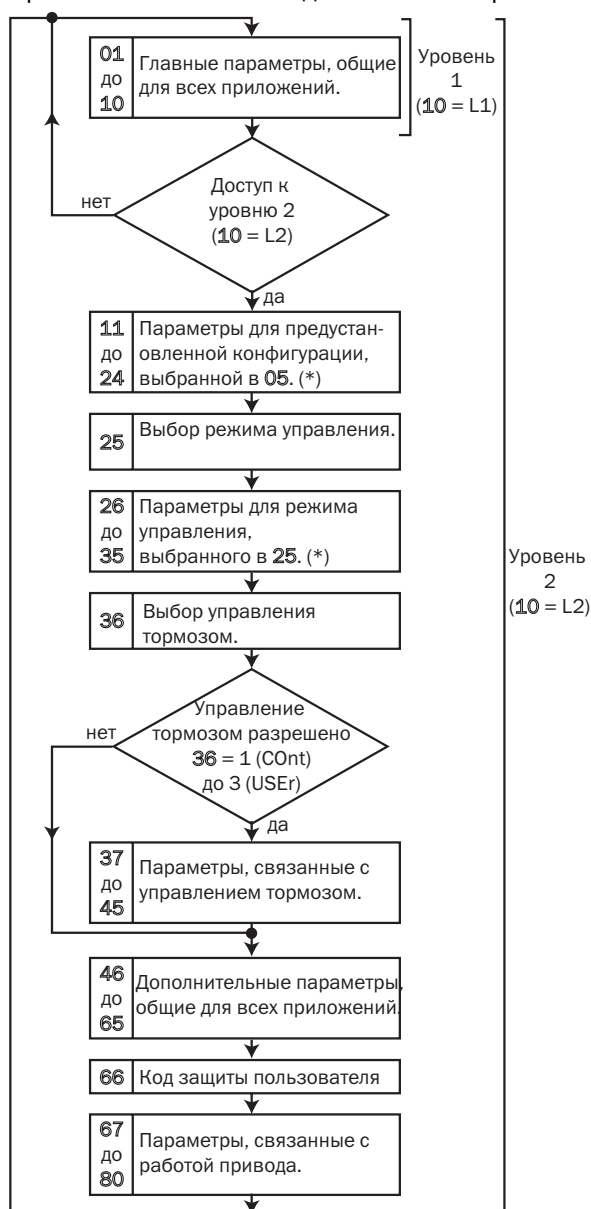 01
до
10
Главные параметры, общие
для всех приложений.
Уровень
1
(10 = L1)
Доступ к
уровню 2
(10 = L2)
нет
да
11
до
24
Параметры для предустан-
овленной конфигурации,
выбранной в 05. (*)
25
Выбор режима управления.
26
до
35
Параметры для режима
управления,
выбранного в 25. (*)
Уровень
2
(10 = L2)
36
Выбор управления
тормозом.
Управление
тормозом разрешено
36 = 1 (COnt)
до 3 (USEr)
нет
да
37
до
45
Параметры, связанные с
управлением тормозом.
46
до
65
Дополнительные параметры,
общие для всех приложений.
66
Код защиты пользователя
67
до
80
Параметры, связанные с
работой привода.